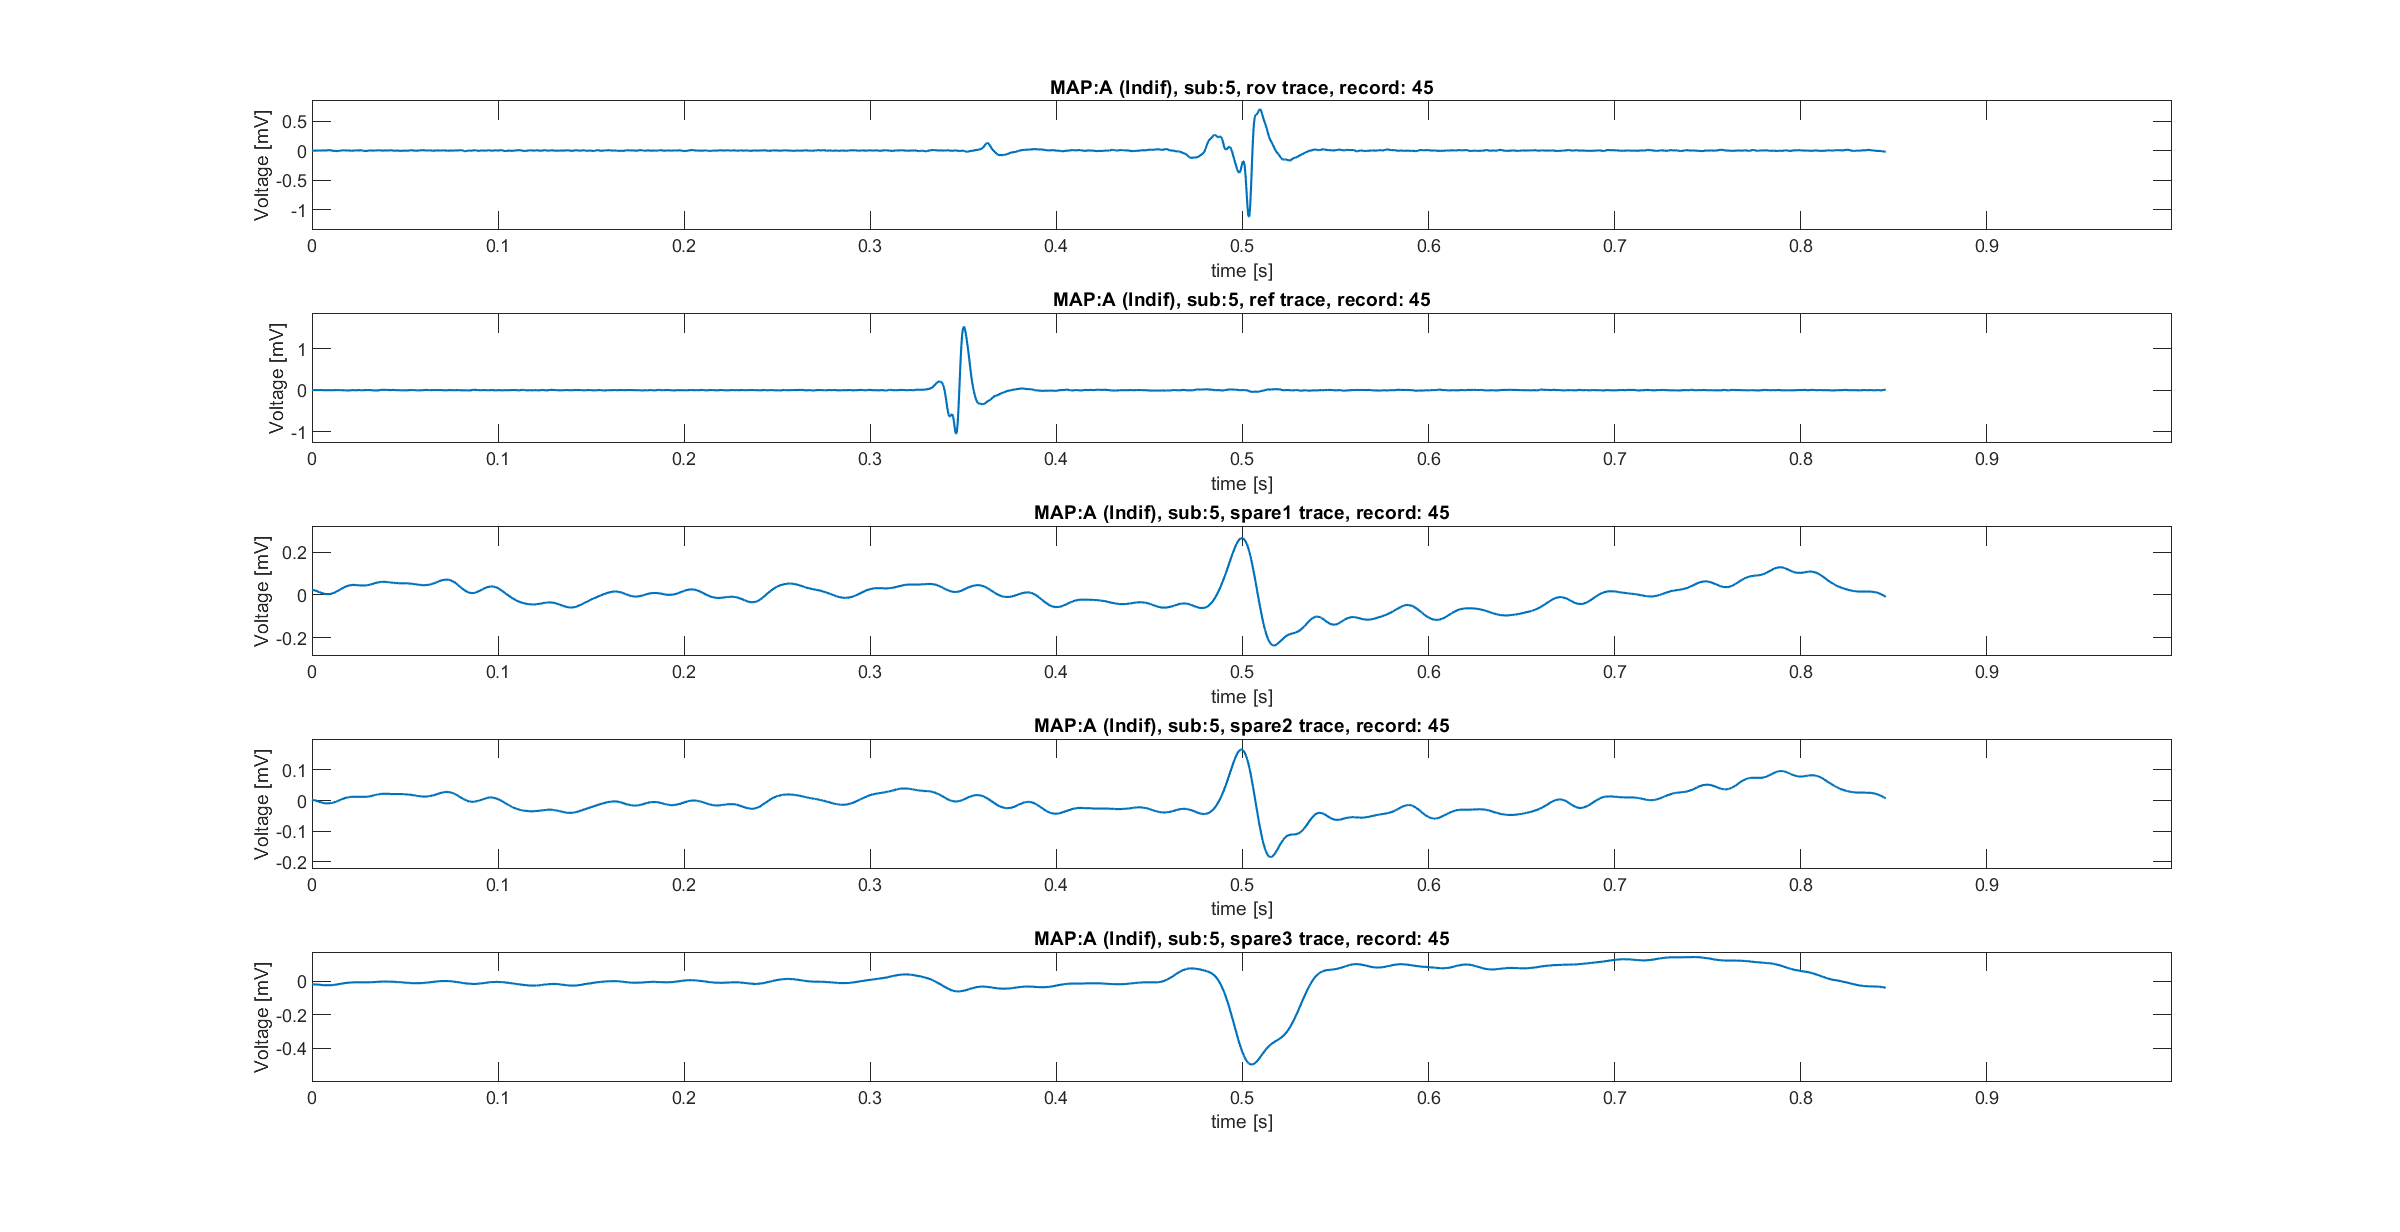 MAP:A (Indif), sub:5, rov trace, record: 45
Voltage [mV]
0.5
0
-0.5
-1
0 0.1 0.2 0.3 0.4 0.5 0.6 0.7 0.8 0.9
time [s]
MAP:A (Indif), sub:5, ref trace, record: 45
Voltage [mV]
1
0
-1
0 0.1 0.2 0.3 0.4 0.5 0.6 0.7 0.8 0.9
time [s]
MAP:A (Indif), sub:5, spare1 trace, record: 45
Voltage [mV]
0.2
0
-0.2
0 0.1 0.2 0.3 0.4 0.5 0.6 0.7 0.8 0.9
time [s]
MAP:A (Indif), sub:5, spare2 trace, record: 45
Voltage [mV]
0.1
0
-0.1
-0.2
0 0.1 0.2 0.3 0.4 0.5 0.6 0.7 0.8 0.9
time [s]
MAP:A (Indif), sub:5, spare3 trace, record: 45
Voltage [mV]
0
-0.2
-0.4
0 0.1 0.2 0.3 0.4 0.5 0.6 0.7 0.8 0.9
time [s]